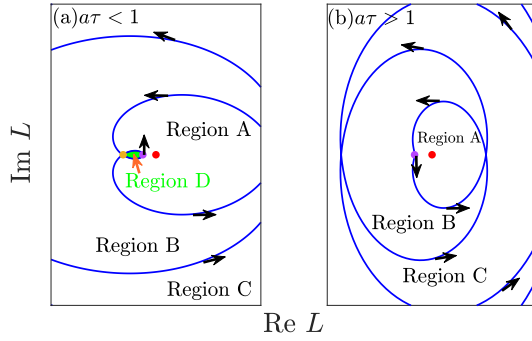 (a)aτ < 1
(b)aτ > 1
Region A
Region A
Region D
Region B
Region B
Region C
Region C
Im L
Re L